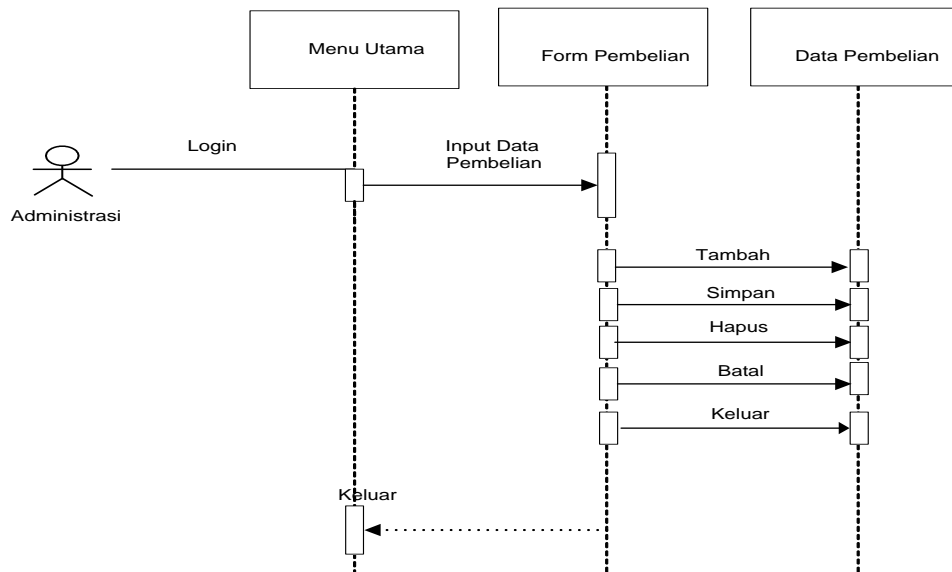 Menu Utama
Form Pembelian
Data Pembelian
Login
Input Data
Pembelian
Administrasi
Tambah
Simpan
Hapus
Batal
Keluar
Keluar